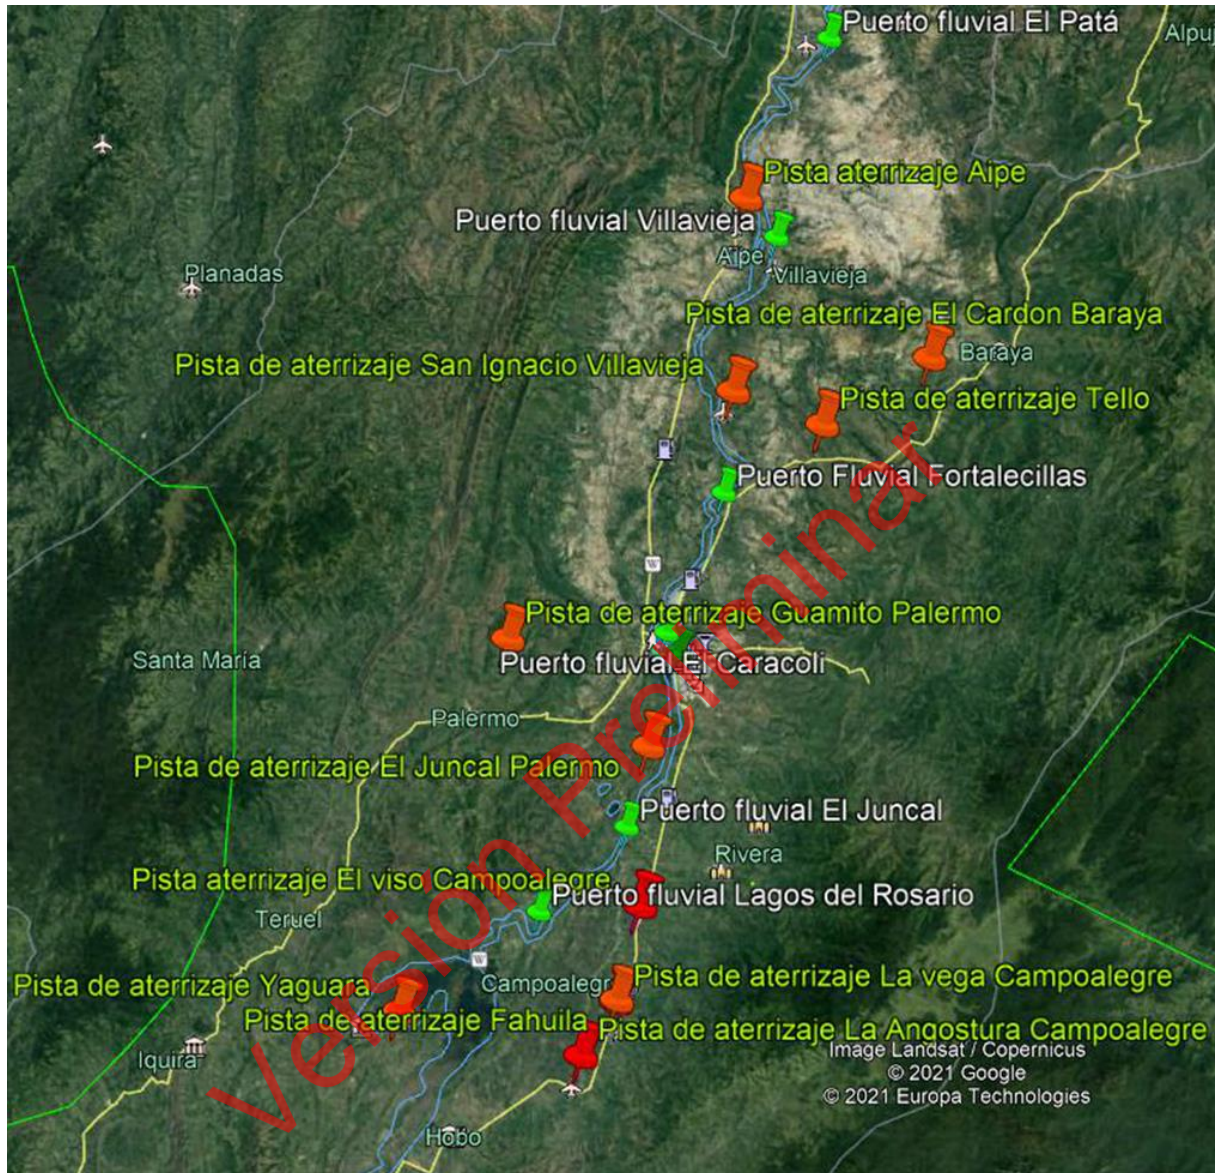 Puerto fluvial El Patá
Alpuj
Pista aterrizaje Aipe
Puerto fluvial Villavieja
Aipe
Villavieja
Planadas
Pista de aterrizaje El Cardon Baraya
Baraya
Pista de aterrizaje San Ignacio Villavieja
Pista de aterrizaje Tello
Puerto Fluvial Fortalecillas
W
Pista de aterrizaje Guamito Palermo
Santa María
Puerto fluvial El Caracoli
Palermo
Pista de aterrizaje El Juncal Palermo
Puerto fluvial El Juncal
Rivera
Pista aterrizaje El viso Campoalegre
Puerto fluvial Lagos del Rosario
Teruel
W
Pista de aterrizaje Yaguara
Campoalegr
Pista de aterrizaje La vega Campoalegre
Pista de aterrizaje Fahuila
Pista de aterrizaje La Angostura Campoalegre
Iquira
Image Landsat / Copernicus
© 2021 Google
© 2021 Europa Technologies
Hobo
Versión Preliminar